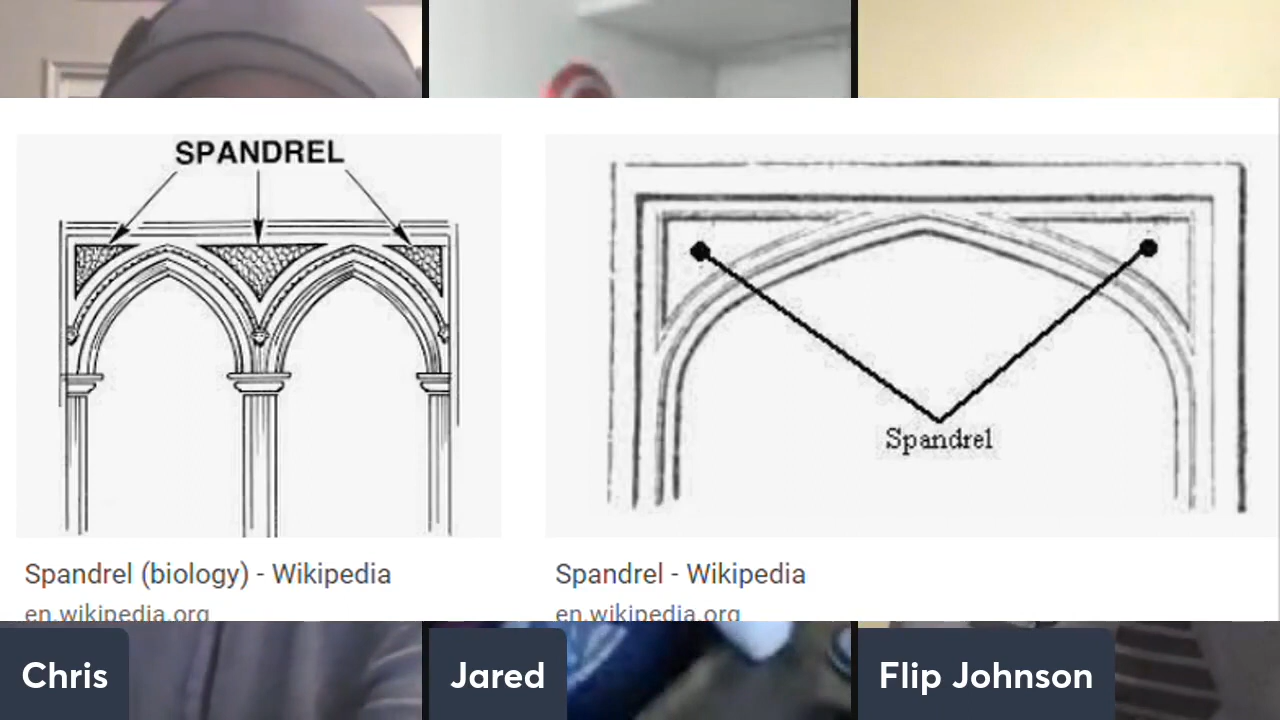 SPANDREL
Spandrel
Spandrel (biology) - Wikipedia
en.wikipedia.org
Spandrel - Wikipedia
en.wikipedia.org
Chris
Jared
Flip Johnson